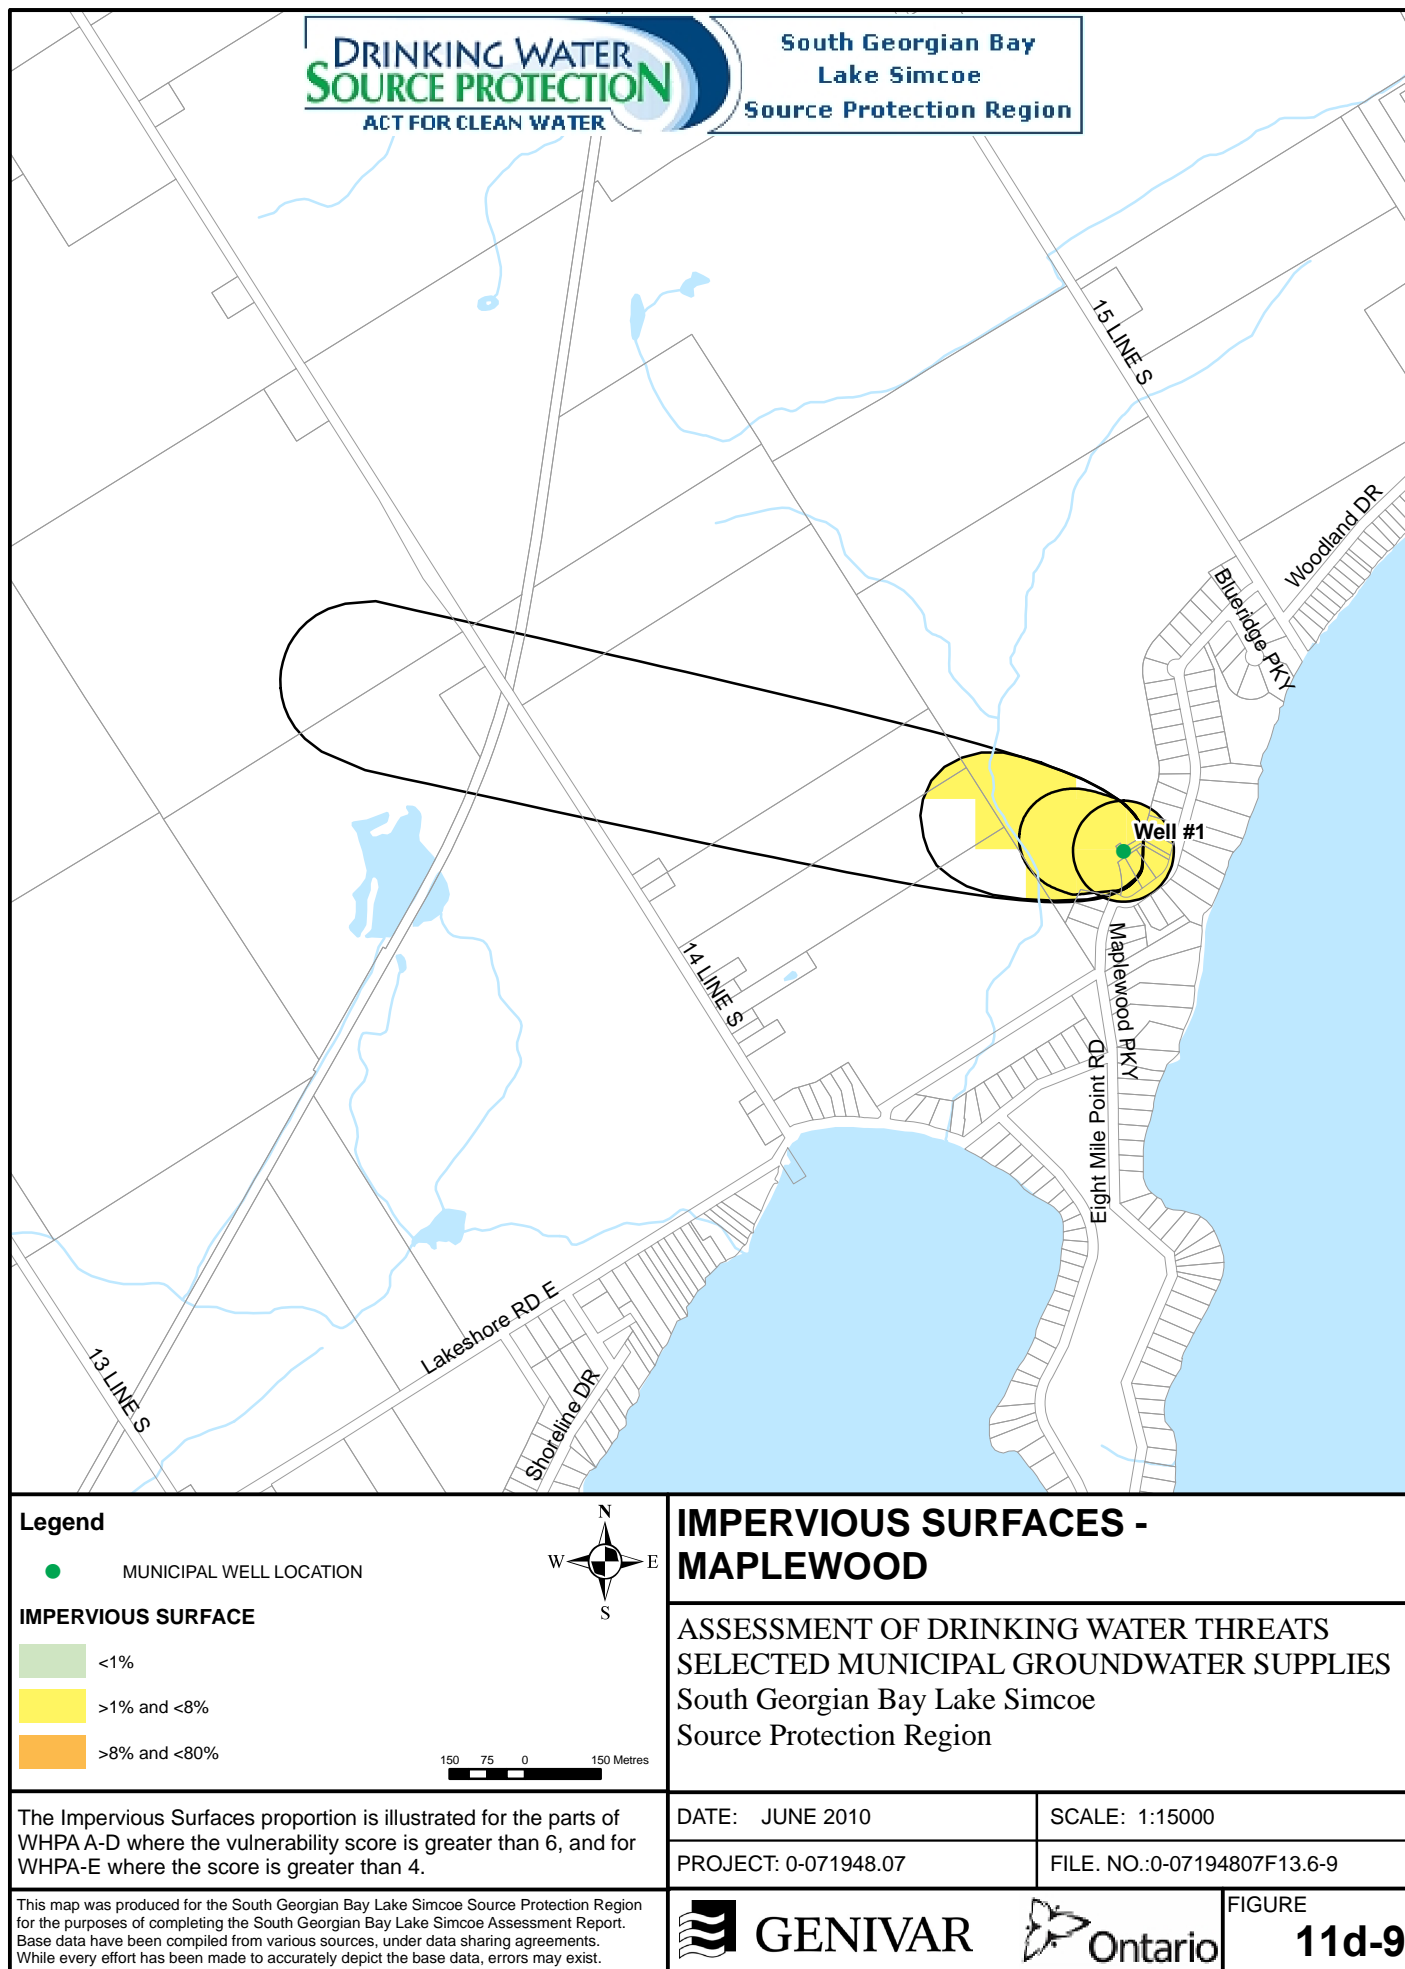 DRINKING WATER
SOURCE PROTECTION
ACT FOR CLEAN WATER
South Georgian Bay
Lake Simcoe
Source Protection Region
15 LINE S
Woodland DR
Blueridge PKY
Well #1
14 LINE S
Maplewood PKY
Eight Mile Point RD
Lakeshore RD E
13 LINE S
Shoreline DR
Legend
MUNICIPAL WELL LOCATION
IMPERVIOUS SURFACE
<1%
>1% and <8%
>8% and <80%
N
W
E
S
150 75 0 150 Metres
The Impervious Surfaces proportion is illustrated for the parts of
WHPA A-D where the vulnerability score is greater than 6, and for
WHPA-E where the score is greater than 4.
This map was produced for the South Georgian Bay Lake Simcoe Source Protection Region
for the purposes of completing the South Georgian Bay Lake Simcoe Assessment Report.
Base data have been compiled from various sources, under data sharing agreements.
While every effort has been made to accurately depict the base data, errors may exist.
IMPERVIOUS SURFACES -
MAPLEWOOD
ASSESSMENT OF DRINKING WATER THREATS
SELECTED MUNICIPAL GROUNDWATER SUPPLIES
South Georgian Bay Lake Simcoe
Source Protection Region
DATE: JUNE 2010
SCALE: 1:15000
PROJECT: 0-071948.07
FILE. NO.:0-07194807F13.6-9
GENIVAR
Ontario
FIGURE
11d-9